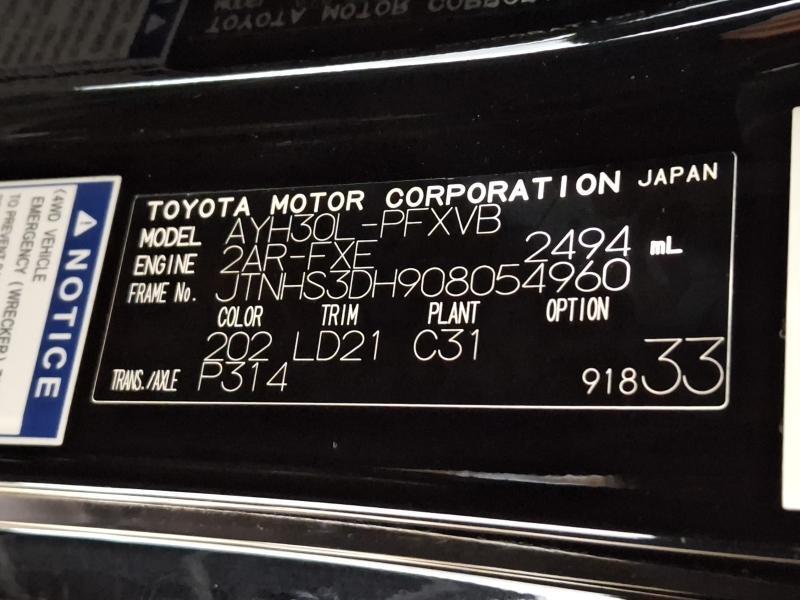 TOYOTA MOTOR CORPORATION JAPAN
MODEL AYH30L-PFXVB
ENGINE 2AR-FXE 2494 mL
FRAME No. JTNHS3DH908054960
COLOR TRIM PLANT OPTION
202 LD21 C31
TRANS./AXLE P314 918 33
NOTICE
(4WD VEHICLE
EMERGENCY (WRECKER)
TO PREVENT